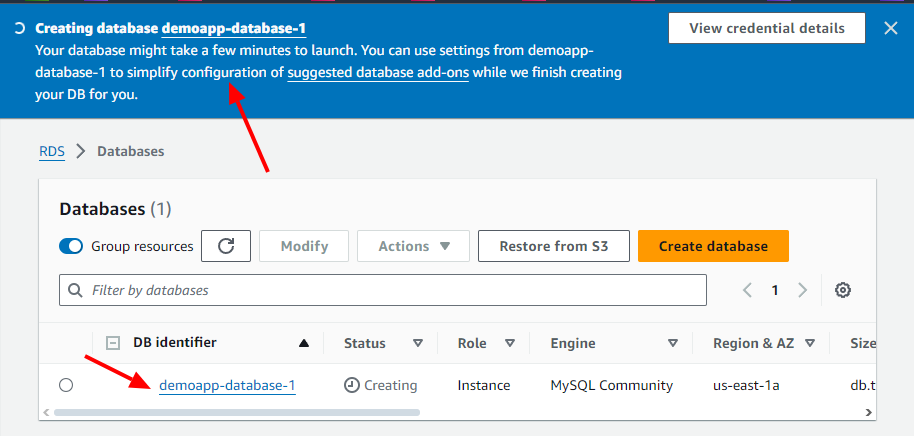 Creating database demoapp-database-1
View credential details
Your database might take a few minutes to launch. You can use settings from demoapp-
database-1 to simplify configuration of suggested database add-ons while we finish creating
your DB for you.
RDS > Databases
Databases (1)
Group resources
Modify
Actions
Restore from S3
Create database
Filter by databases
1
DB identifier
Status
Role
Engine
Region & AZ
Size
demoapp-database-1
Creating
Instance
MySQL Community
us-east-1a
db.t